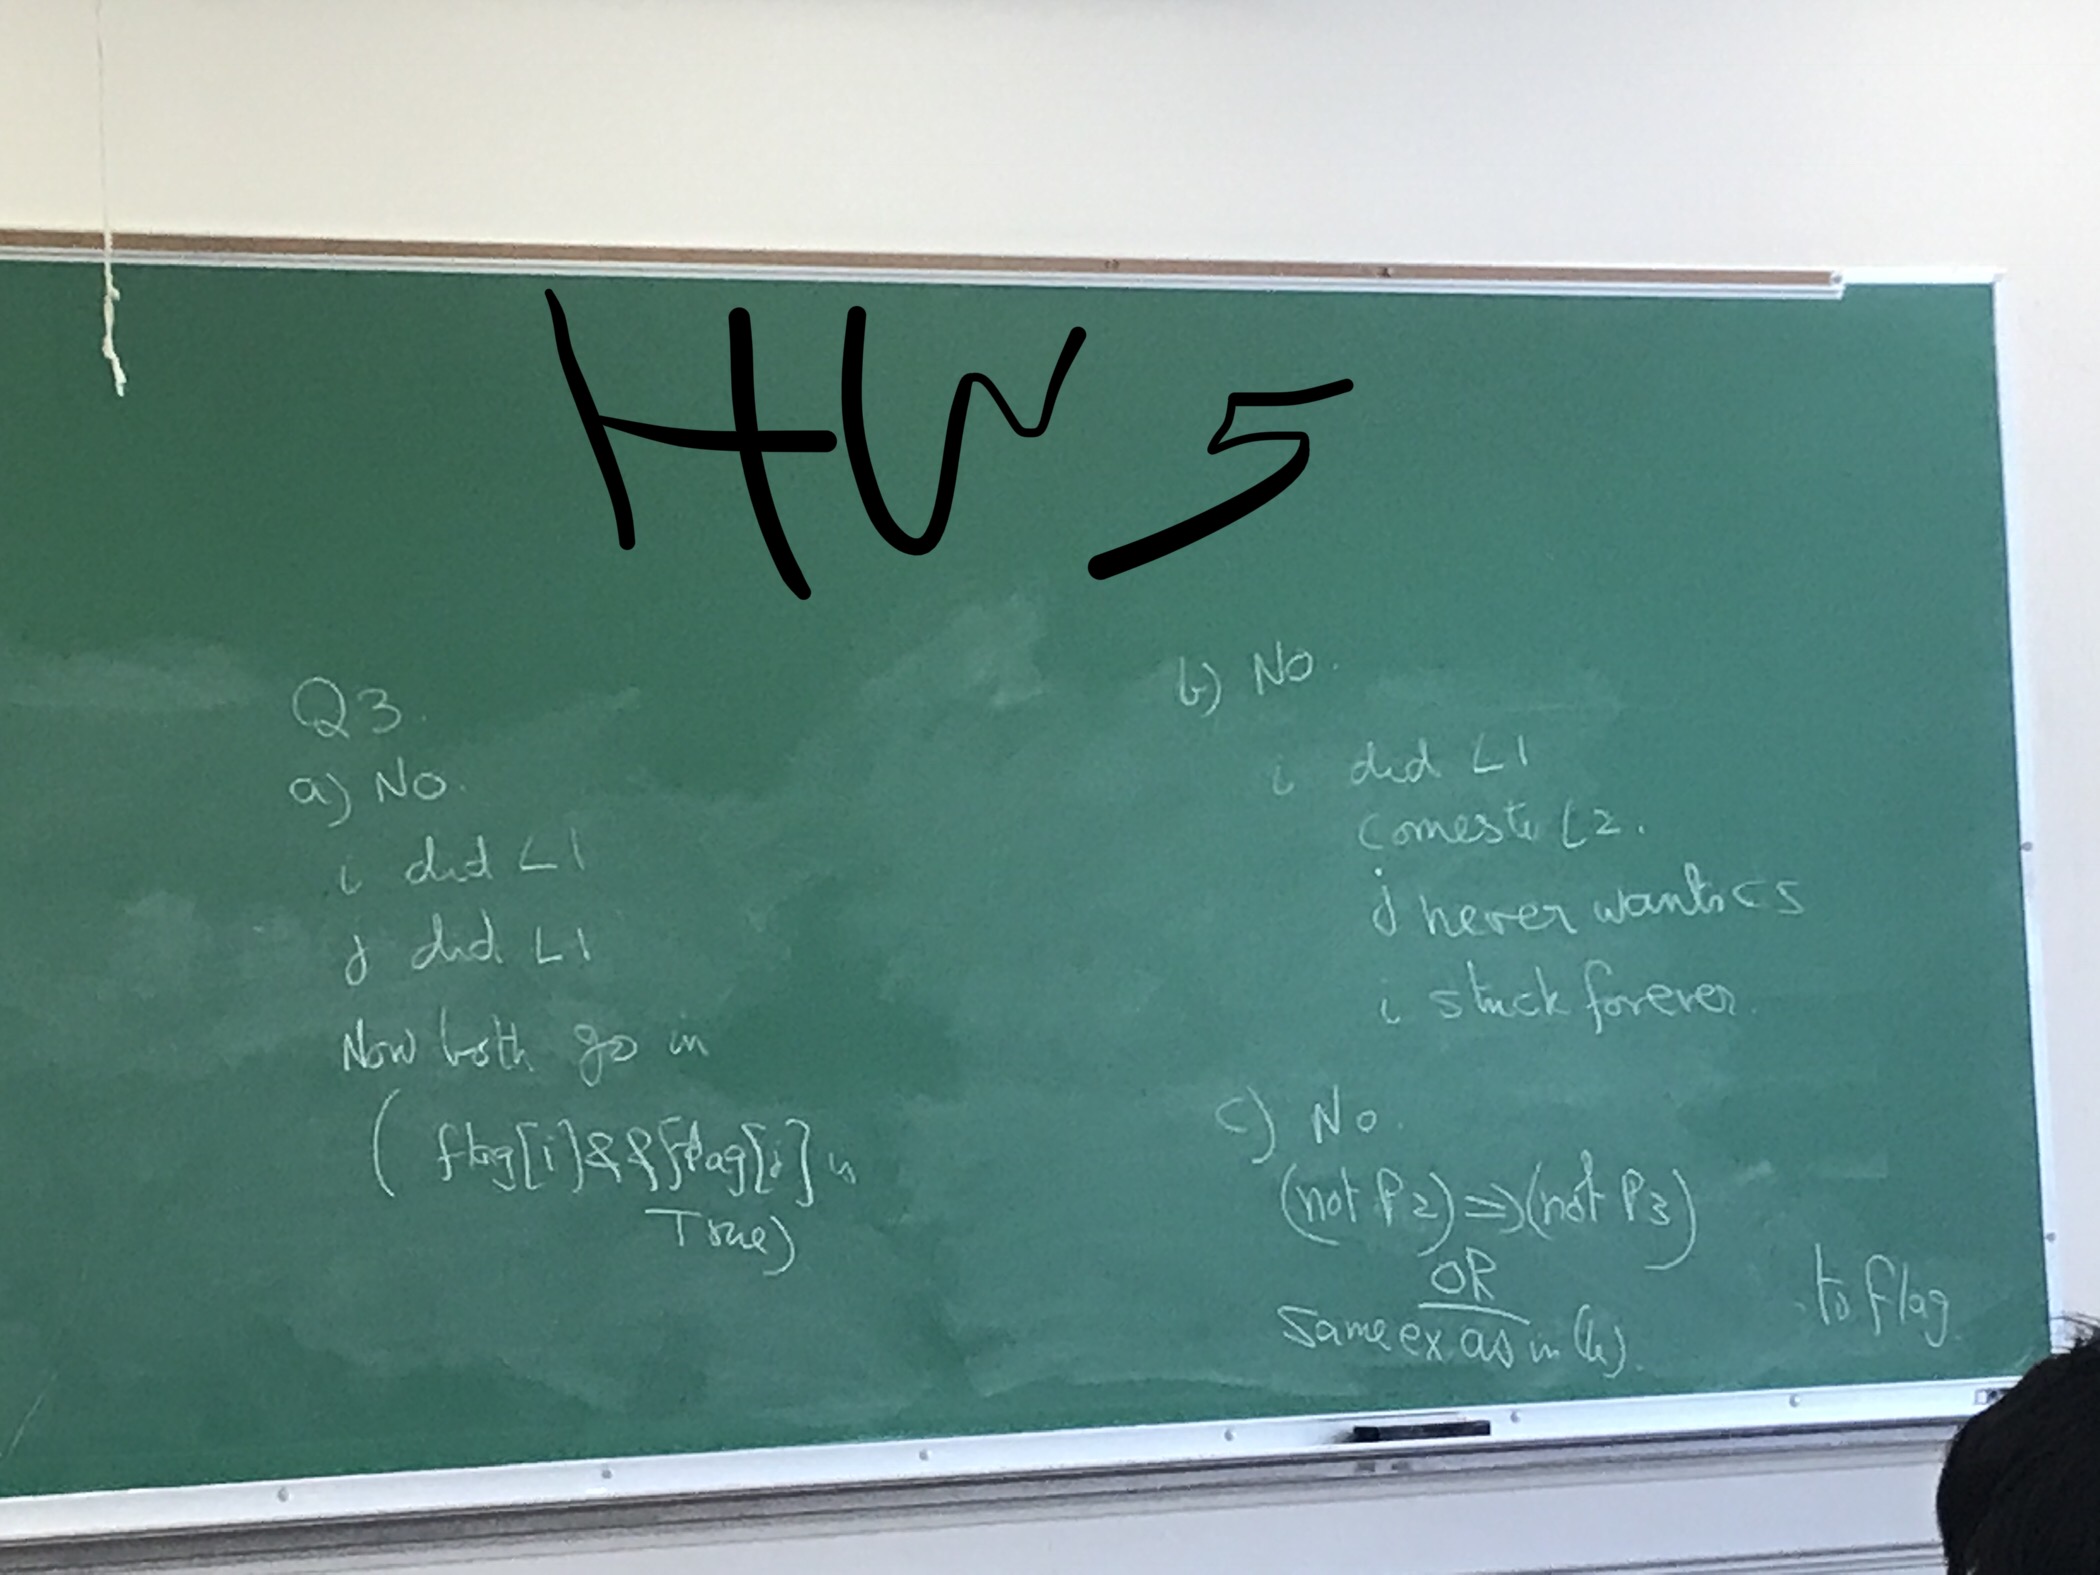 HW 5
Q3.
a) No.
i did L1
j did L1
Now both go in
( flag[i]&&flag[j] is
True)
b) No.
i did L1
comes to L2.
j never wants CS
i stuck forever.
c) No.
(not P2)=>(not P3)
OR
Same ex as in (b).
to flag